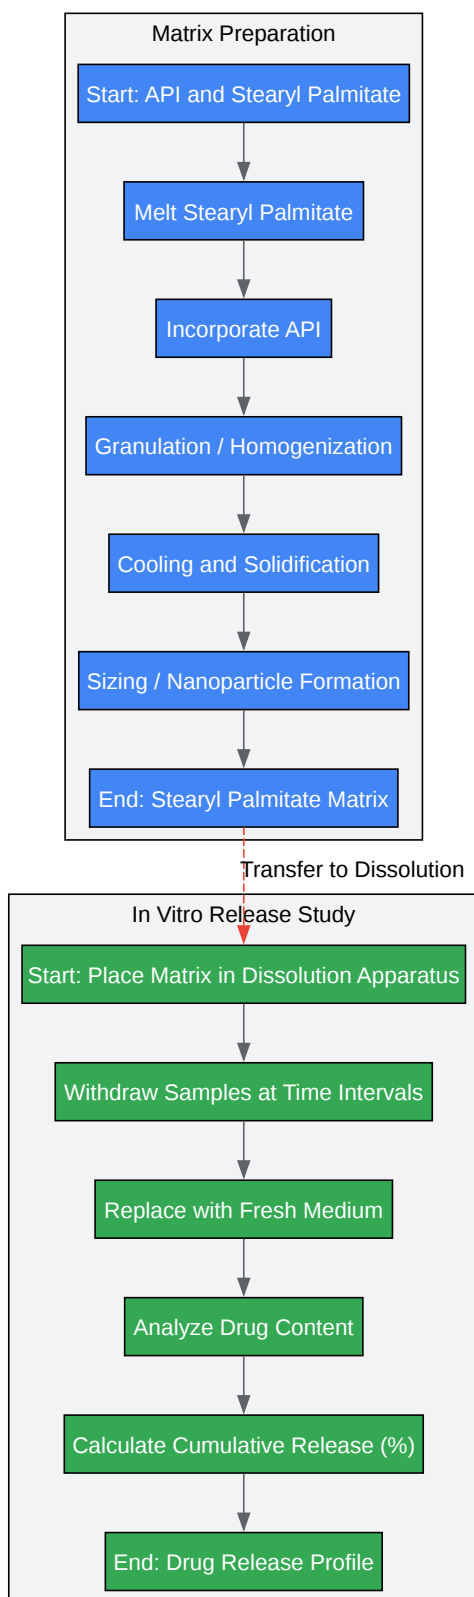 Matrix Preparation
Start: API and Stearyl Palmitate
Melt Stearyl Palmitate
Incorporate API
Granulation / Homogenization
Cooling and Solidification
Sizing / Nanoparticle Formation
End: Stearyl Palmitate Matrix
Transfer to Dissolution
In Vitro Release Study
Start: Place Matrix in Dissolution Apparatus
Withdraw Samples at Time Intervals
Replace with Fresh Medium
Analyze Drug Content
Calculate Cumulative Release (%)
End: Drug Release Profile